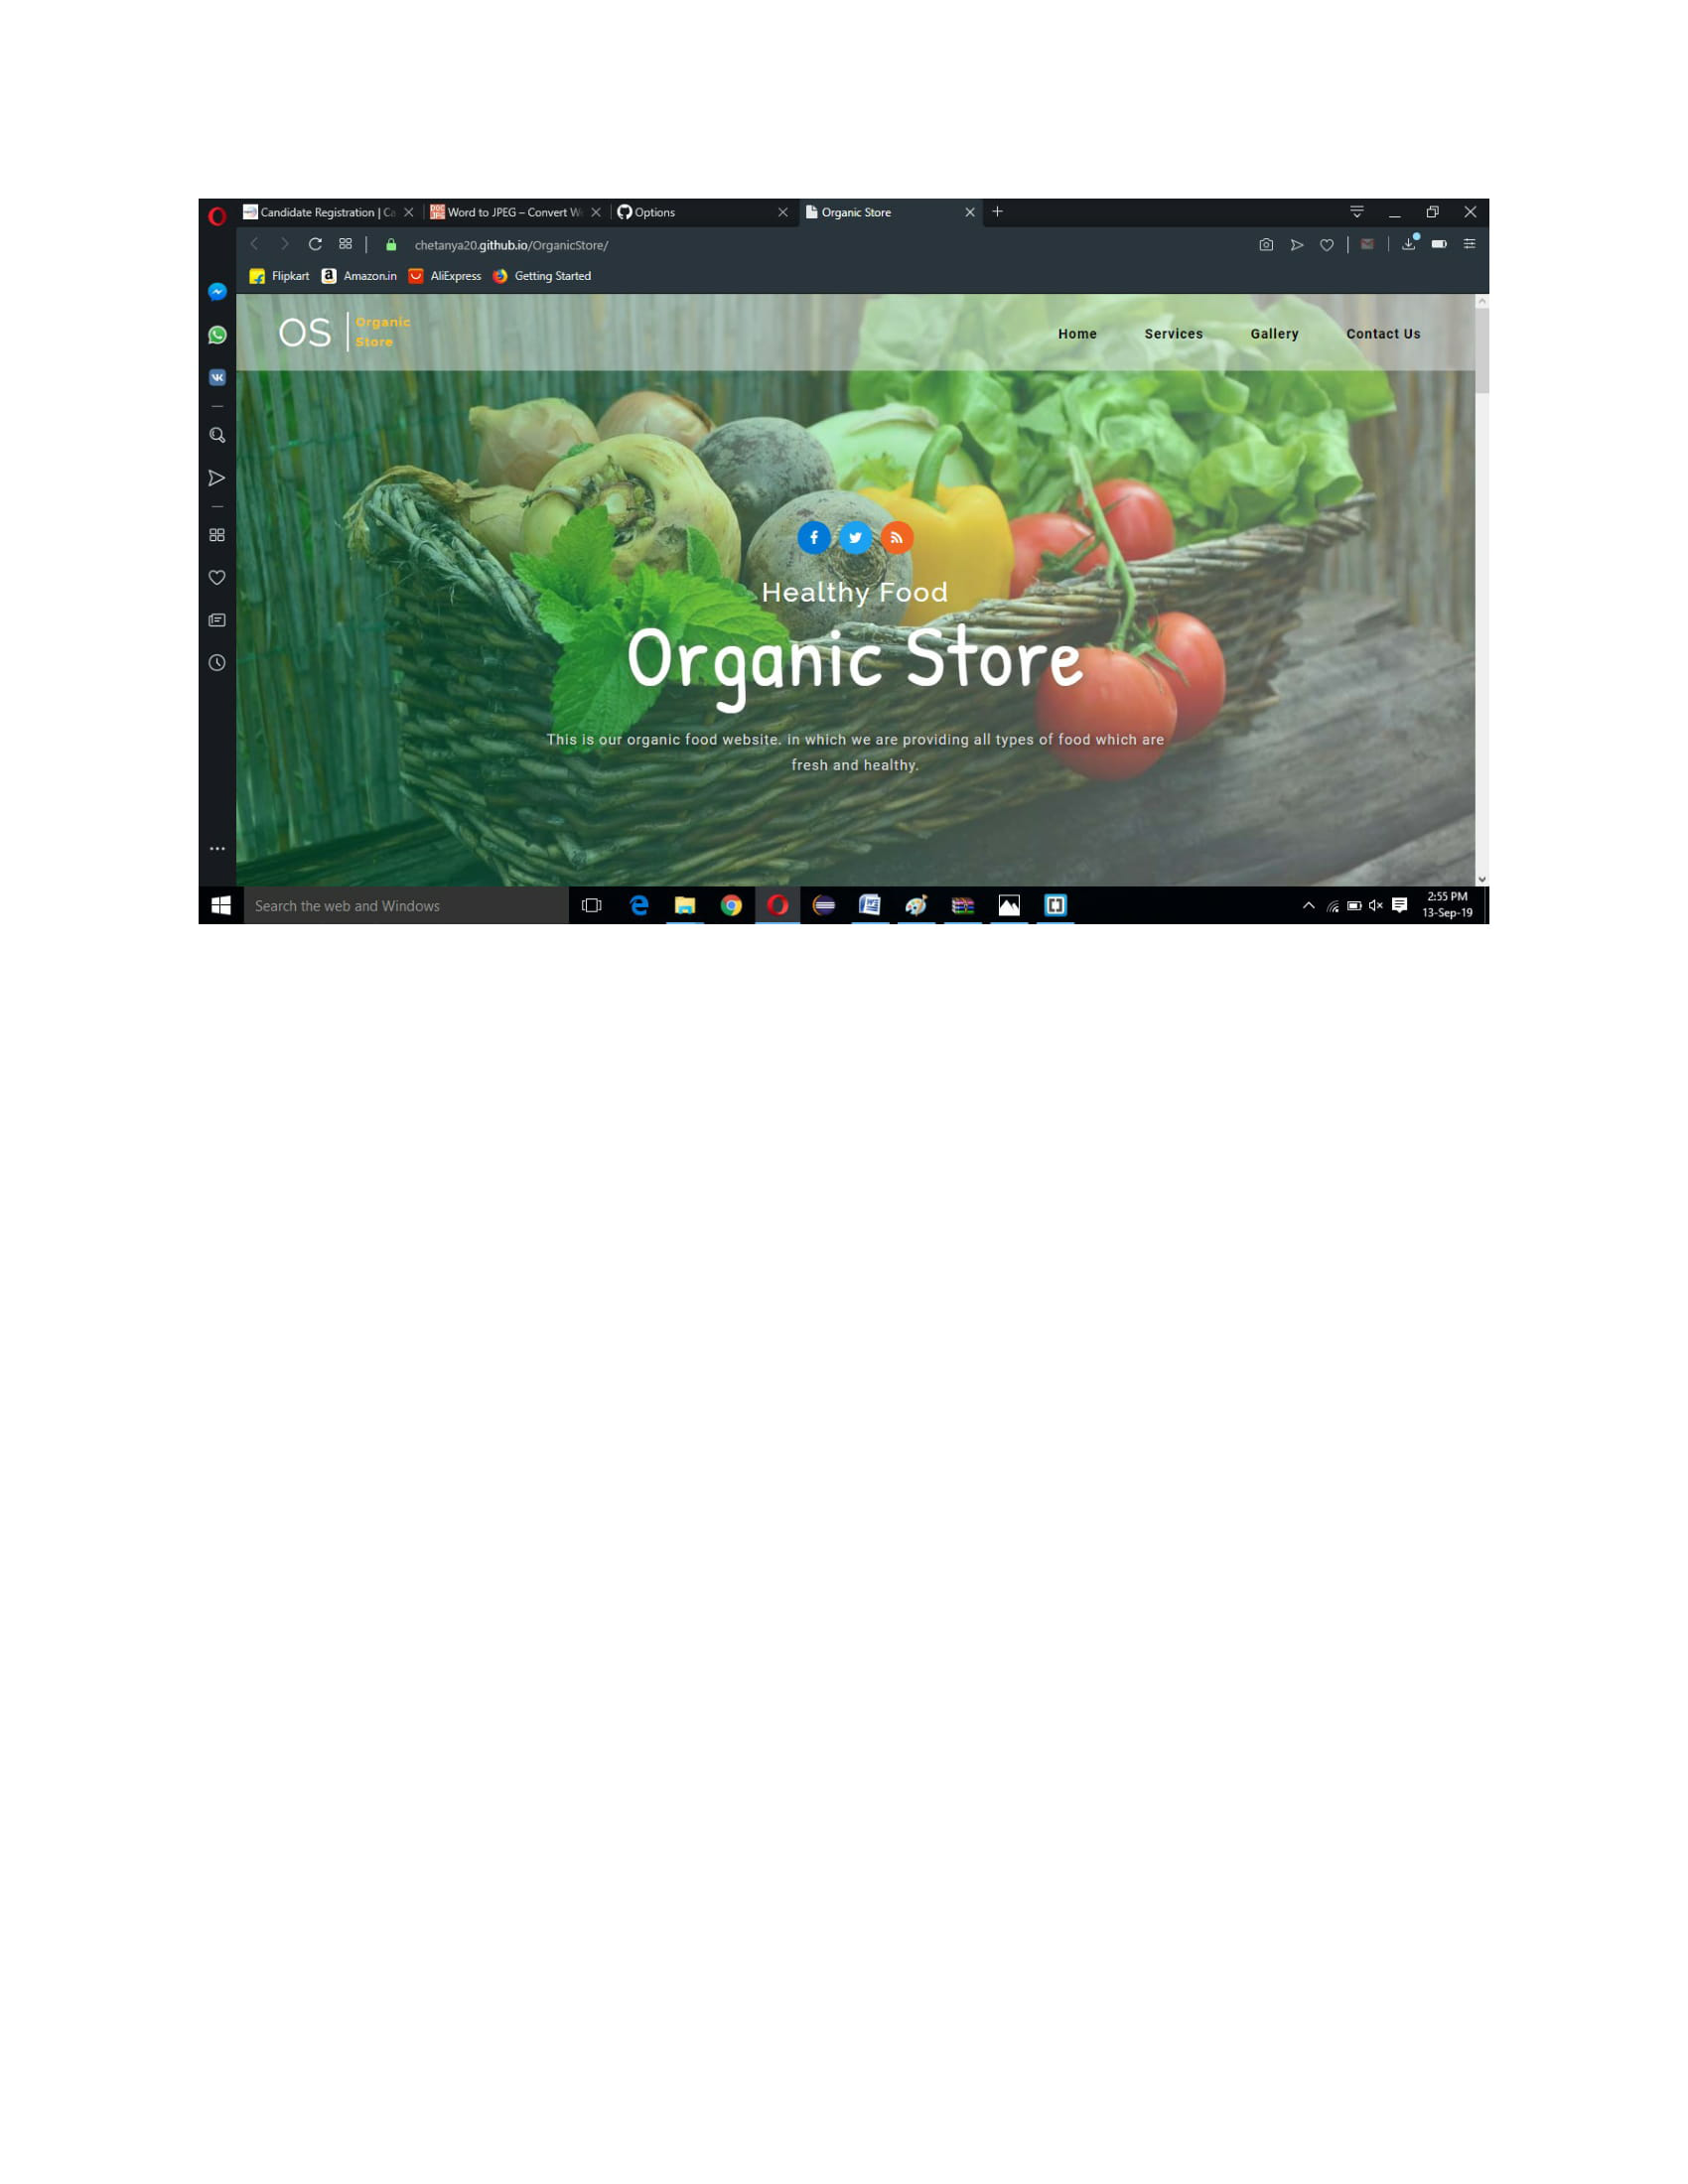 Candidate Registration | Ca
Word to JPEG – Convert W
Options
Organic Store
chetanya20.github.io/OrganicStore/
Flipkart
Amazon.in
AliExpress
Getting Started
OS
Organic
Store
Home
Services
Gallery
Contact Us
Healthy Food
Organic Store
This is our organic food website. in which we are providing all types of food which are
fresh and healthy.
Search the web and Windows
2:55 PM
13-Sep-19